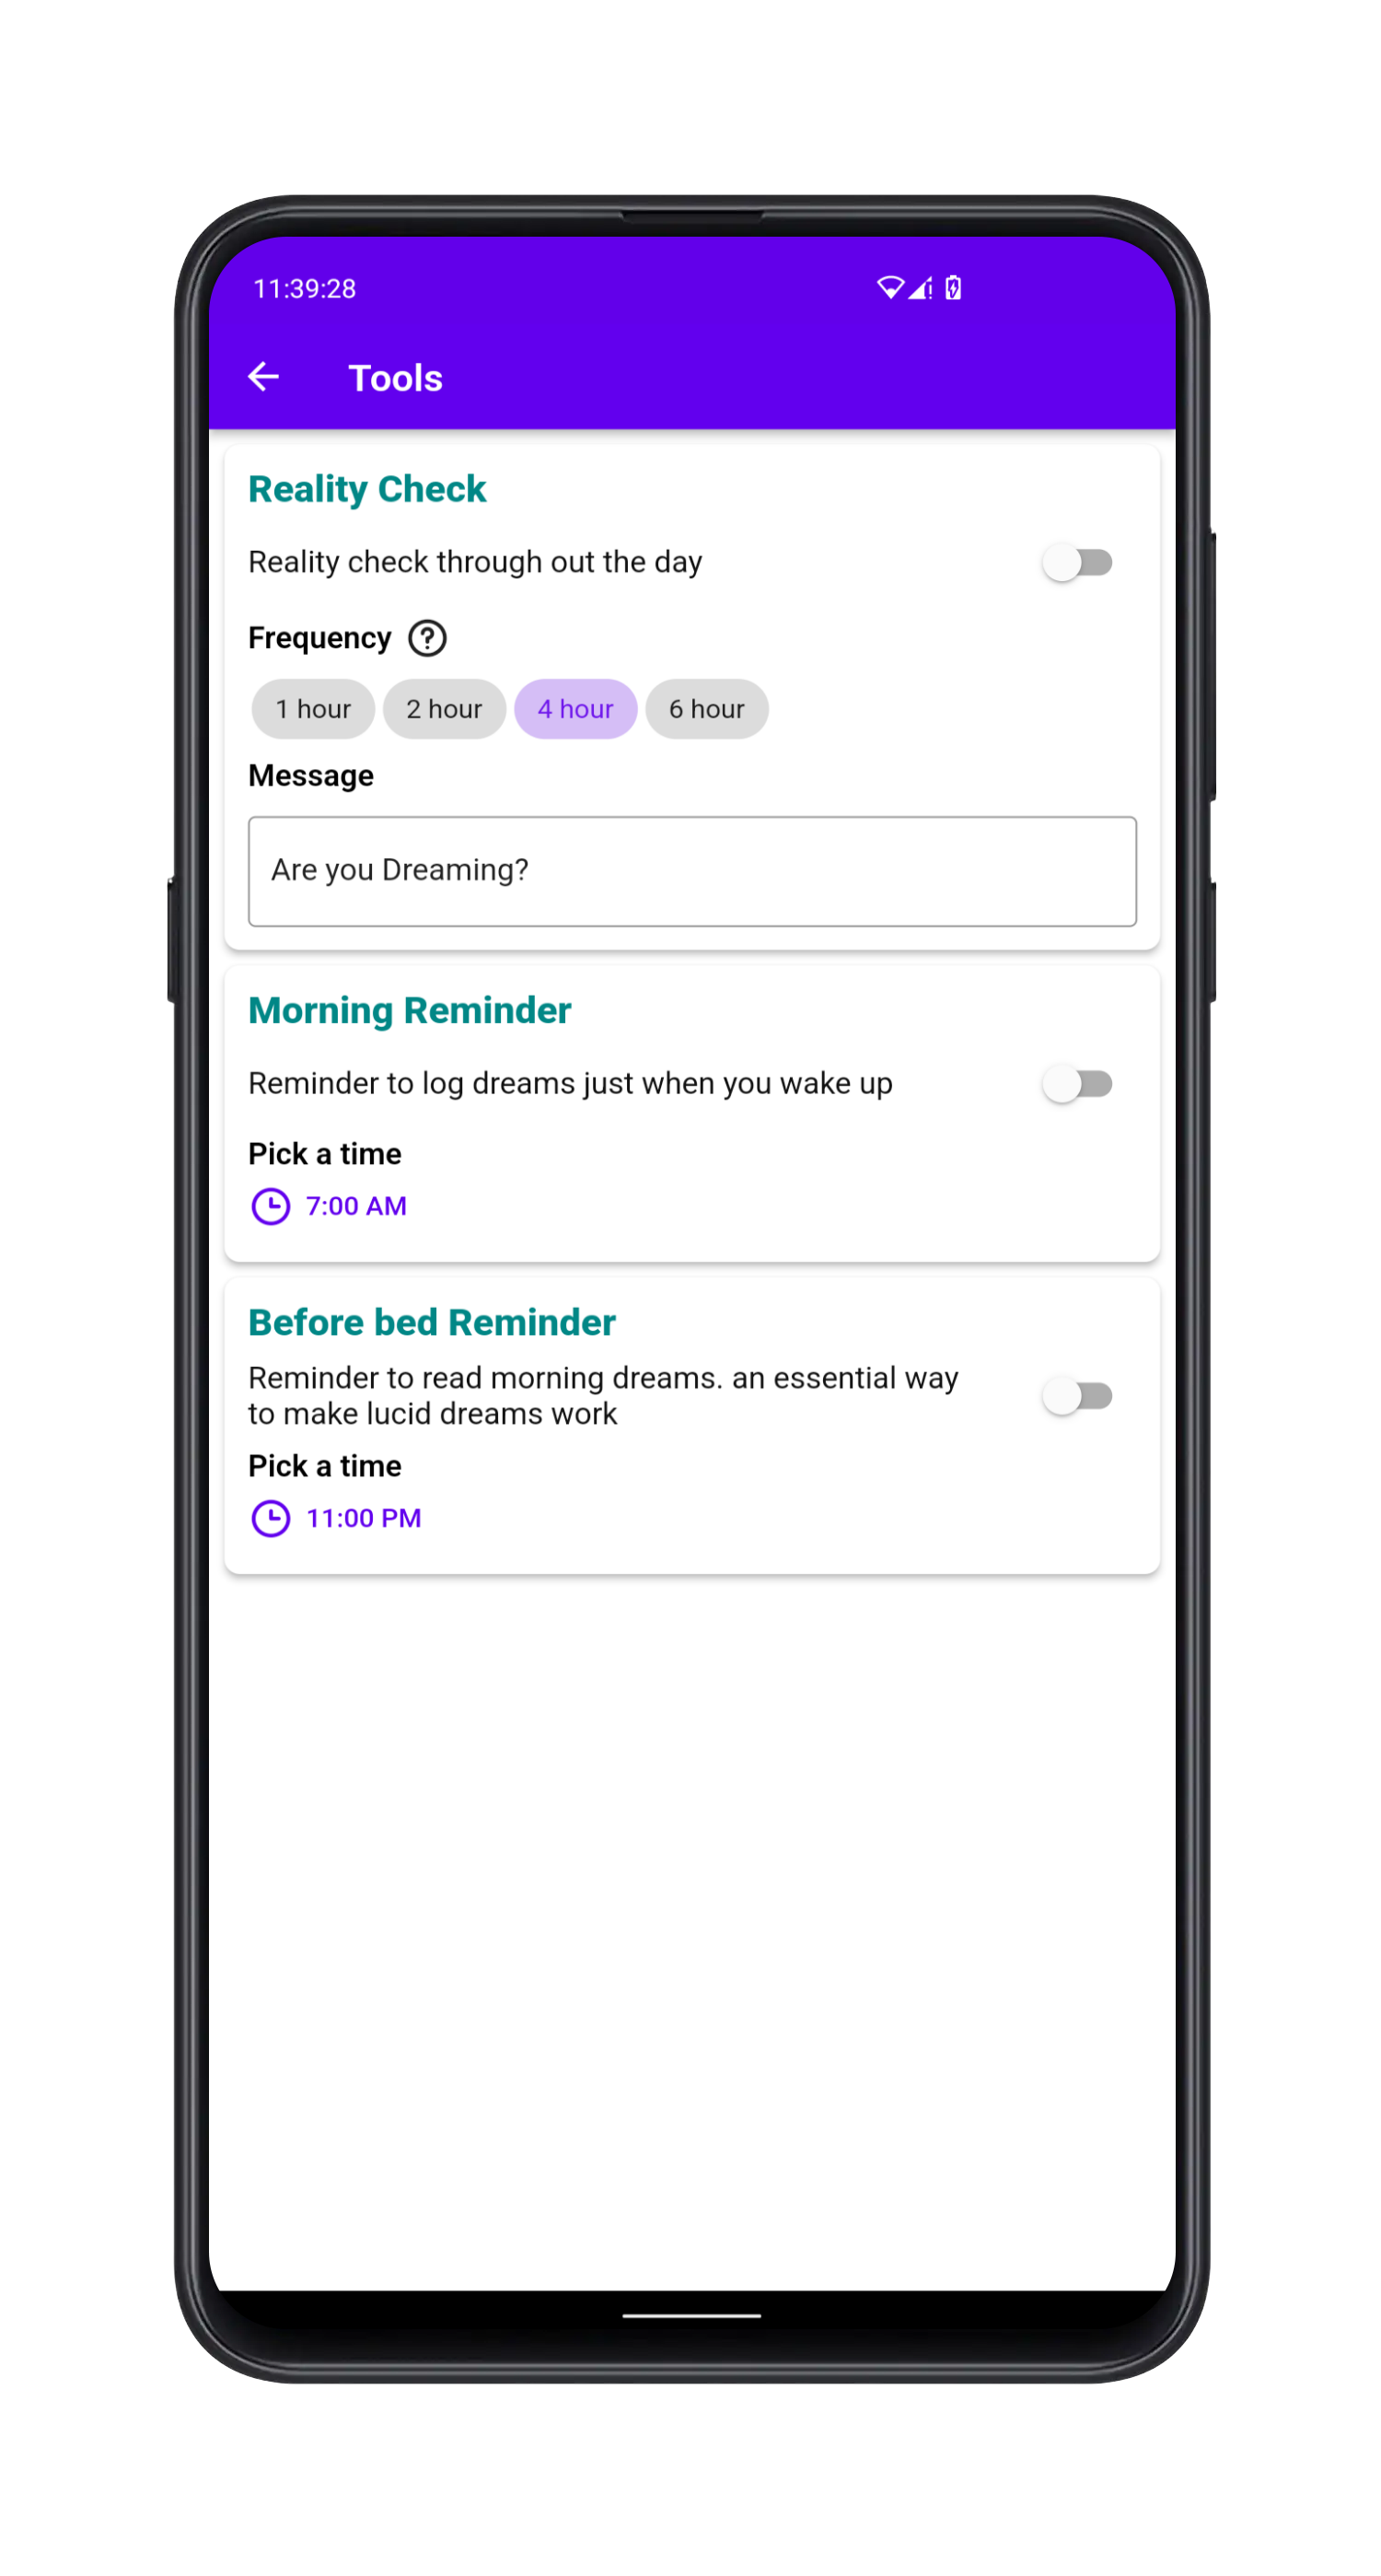 11:39:28
Tools
Reality Check
Reality check through out the day
Frequency
1 hour 2 hour 4 hour 6 hour
Message
Are you Dreaming?
Morning Reminder
Reminder to log dreams just when you wake up
Pick a time
7:00 AM
Before bed Reminder
Reminder to read morning dreams. an essential way
to make lucid dreams work
Pick a time
11:00 PM